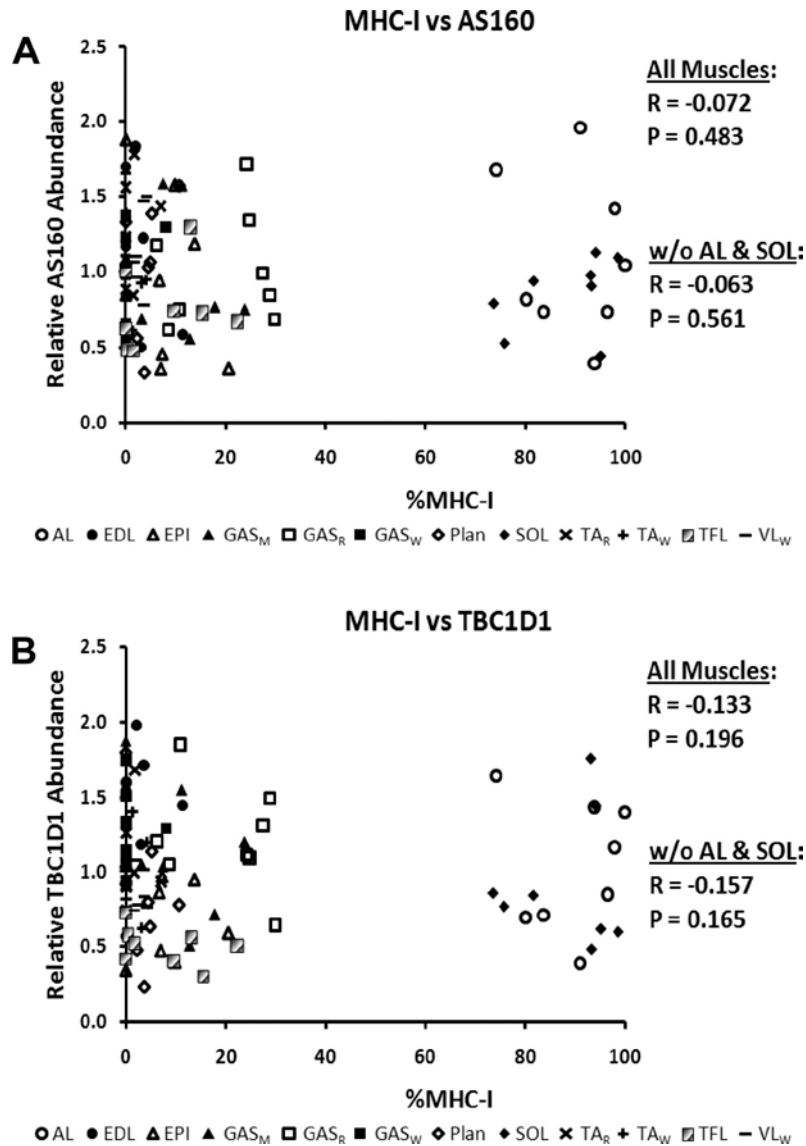 A
MHC-I vs AS160
Relative AS160 Abundance
2.5
2.0
1.5
1.0
0.5
0.0
0 20 40 60 80 100
%MHC-I
All Muscles:
R = -0.072
P = 0.483
w/o AL & SOL:
R = -0.063
P = 0.561
AL EDL EPI GASM GASR GASW Plan SOL TAR TAW TFL VLW
B
MHC-I vs TBC1D1
Relative TBC1D1 Abundance
2.5
2.0
1.5
1.0
0.5
0.0
0 20 40 60 80 100
%MHC-I
All Muscles:
R = -0.133
P = 0.196
w/o AL & SOL:
R = -0.157
P = 0.165
AL EDL EPI GASM GASR GASW Plan SOL TAR TAW TFL VLW